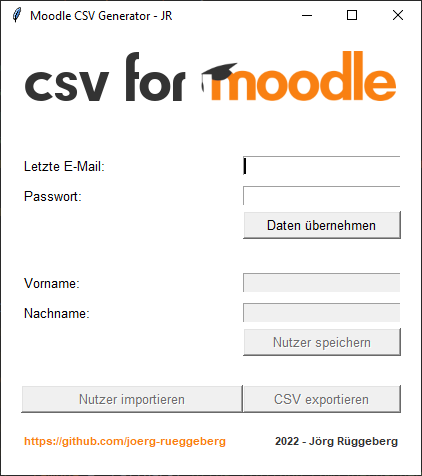 Moodle CSV Generator - JR
csv for moodle
Letzte E-Mail:
Passwort:
Daten übernehmen
Vorname:
Nachname:
Nutzer speichern
Nutzer importieren CSV exportieren
https://github.com/joerg-rueggeberg 2022 - Jörg Rüggeberg